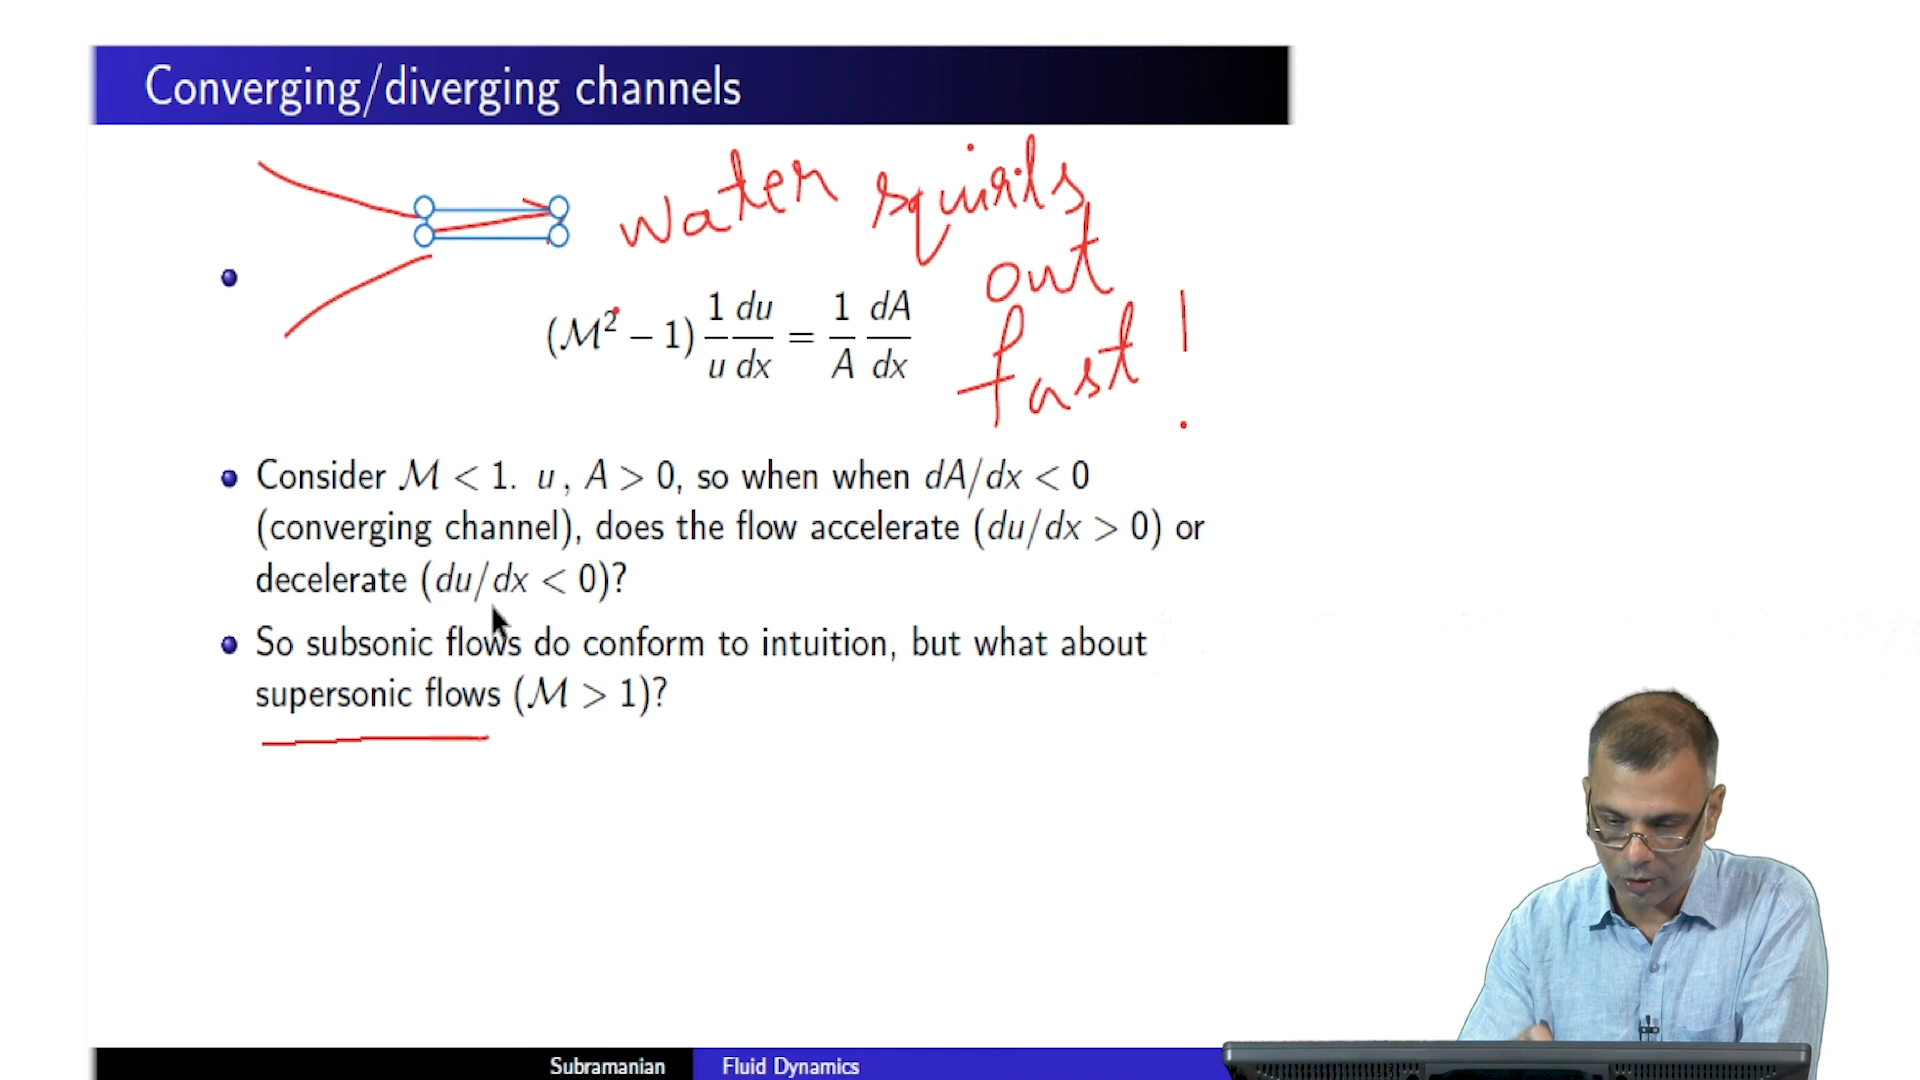 Converging/diverging channels
water squirts
out
fast!
(M² − 1) 1/u du/dx = 1/A dA/dx
Consider M < 1. u, A > 0, so when when dA/dx < 0
(converging channel), does the flow accelerate (du/dx > 0) or
decelerate (du/dx < 0)?
So subsonic flows do conform to intuition, but what about
supersonic flows (M > 1)?
Subramanian Fluid Dynamics